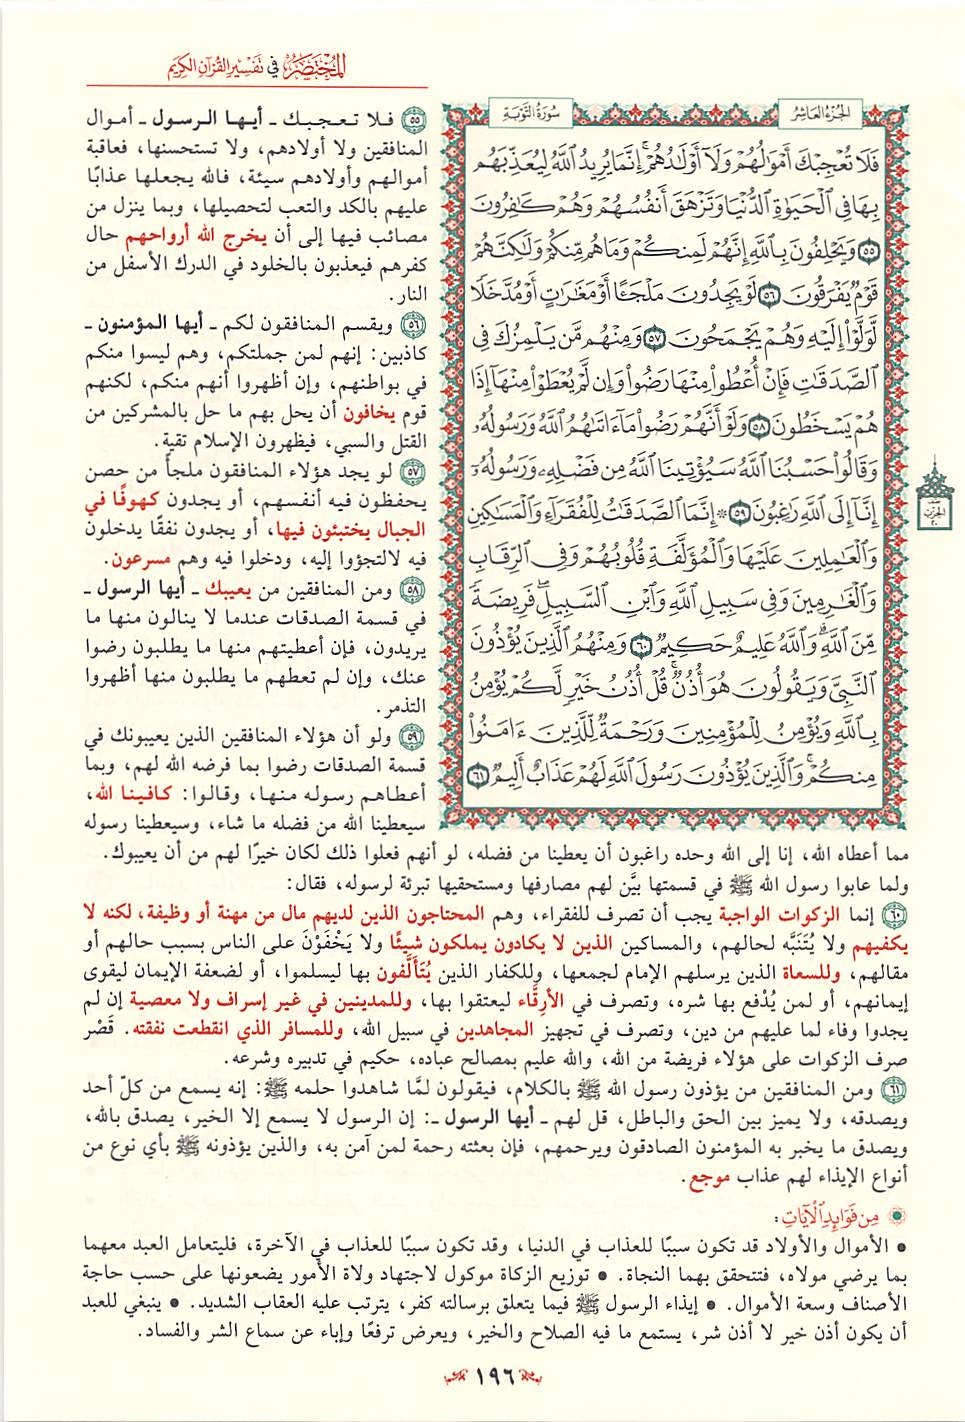 المُخْتَصَرُ في تَفْسِيرِ القُرْآنِ الكَرِيمِ
الجُزْءُ العَاشِرُ
سُورَةُ التَّوْبَةِ
فَلَا تُعْجِبْكَ أَمْوَٰلُهُمْ وَلَآ أَوْلَٰدُهُمْ ۚ إِنَّمَا يُرِيدُ ٱللَّهُ لِيُعَذِّبَهُم
بِهَا فِي ٱلْحَيَوٰةِ ٱلدُّنْيَا وَتَزْهَقَ أَنفُسُهُمْ وَهُمْ كَٰفِرُونَ
٥٥ وَيَحْلِفُونَ بِٱللَّهِ إِنَّهُمْ لَمِنكُمْ وَمَا هُم مِّنكُمْ وَلَٰكِنَّهُمْ
قَوْمٌ يَفْرَقُونَ ٥٦ لَوْ يَجِدُونَ مَلْجَـًٔا أَوْ مَغَٰرَٰتٍ أَوْ مُدَّخَلًا
لَّوَلَّوْا۟ إِلَيْهِ وَهُمْ يَجْمَحُونَ ٥٧ وَمِنْهُم مَّن يَلْمِزُكَ فِي
ٱلصَّدَقَٰتِ فَإِنْ أُعْطُوا۟ مِنْهَا رَضُوا۟ وَإِن لَّمْ يُعْطَوْا۟ مِنْهَآ إِذَا
هُمْ يَسْخَطُونَ ٥٨ وَلَوْ أَنَّهُمْ رَضُوا۟ مَآ ءَاتَىٰهُمُ ٱللَّهُ وَرَسُولُهُۥ
وَقَالُوا۟ حَسْبُنَا ٱللَّهُ سَيُؤْتِينَا ٱللَّهُ مِن فَضْلِهِۦ وَرَسُولُهُۥٓ
إِنَّآ إِلَى ٱللَّهِ رَٰغِبُونَ ٥٩ ۞ إِنَّمَا ٱلصَّدَقَٰتُ لِلْفُقَرَآءِ وَٱلْمَسَٰكِينِ
وَٱلْعَٰمِلِينَ عَلَيْهَا وَٱلْمُؤَلَّفَةِ قُلُوبُهُمْ وَفِي ٱلرِّقَابِ
وَٱلْغَٰرِمِينَ وَفِي سَبِيلِ ٱللَّهِ وَٱبْنِ ٱلسَّبِيلِ ۖ فَرِيضَةً
مِّنَ ٱللَّهِ ۗ وَٱللَّهُ عَلِيمٌ حَكِيمٌ ٦٠ وَمِنْهُمُ ٱلَّذِينَ يُؤْذُونَ
ٱلنَّبِيَّ وَيَقُولُونَ هُوَ أُذُنٌ ۚ قُلْ أُذُنُ خَيْرٍ لَّكُمْ يُؤْمِنُ
بِٱللَّهِ وَيُؤْمِنُ لِلْمُؤْمِنِينَ وَرَحْمَةٌ لِّلَّذِينَ ءَامَنُوا۟
مِنكُمْ ۚ وَٱلَّذِينَ يُؤْذُونَ رَسُولَ ٱللَّهِ لَهُمْ عَذَابٌ أَلِيمٌ ٦١
٥٥ فلا تعجبك ـ أيها الرسول ـ أموال
المنافقين ولا أولادهم، ولا تستحسنها، فعاقبة
أموالهم وأولادهم سيئة، فالله يجعلها عذابًا
عليهم بالكد والتعب لتحصيلها، وبما ينزل من
مصائب فيها إلى أن يخرج الله أرواحهم حال
كفرهم فيعذبون بالخلود في الدرك الأسفل من
النار.
٥٦ ويقسم المنافقون لكم ـ أيها المؤمنون ـ
كاذبين: إنهم لمن جملتكم، وهم ليسوا منكم
في بواطنهم، وإن أظهروا أنهم منكم، لكنهم
قوم يخافون أن يحل بهم ما حل بالمشركين من
القتل والسبي، فيظهرون الإسلام تقية.
٥٧ لو يجد هؤلاء المنافقون ملجأً من حصن
يحفظون فيه أنفسهم، أو يجدون كهوفًا في
الجبال يختبئون فيها، أو يجدون نفقًا يدخلون
فيه لالتجؤوا إليه، ودخلوا فيه وهم مسرعون.
٥٨ ومن المنافقين من يعيبك ـ أيها الرسول ـ
في قسمة الصدقات عندما لا ينالون منها ما
يريدون، فإن أعطيتهم منها ما يطلبون رضوا
عنك، وإن لم تعطهم ما يطلبون منها أظهروا
التذمر.
٥٩ ولو أن هؤلاء المنافقين الذين يعيبونك في
قسمة الصدقات رضوا بما فرضه الله لهم، وبما
أعطاهم رسوله منها، وقالوا: كافينا الله،
سيعطينا الله من فضله ما شاء، وسيعطينا رسوله
مما أعطاه الله، إنا إلى الله وحده راغبون أن يعطينا من فضله، لو أنهم فعلوا ذلك لكان خيرًا لهم من أن يعيبوك.
ولما عابوا رسول الله ﷺ في قسمتها بيَّن لهم مصارفها ومستحقيها تبرئة لرسوله، فقال:
٦٠ إنما الزكوات الواجبة يجب أن تصرف للفقراء، وهم المحتاجون الذين لديهم مال من مهنة أو وظيفة، لكنه لا
يكفيهم ولا يُتَنَبَّه لحالهم، والمساكين الذين لا يكادون يملكون شيئًا ولا يَخْفَوْنَ على الناس بسبب حالهم أو
مقالهم، وللسعاة الذين يرسلهم الإمام لجمعها، وللكفار الذين يُتَأَلَّفون بها ليسلموا، أو لضعفة الإيمان ليقوى
إيمانهم، أو لمن يُدْفع بها شره، وتصرف في الأرِقَّاء ليعتقوا بها، وللمدينين في غير إسراف ولا معصية إن لم
يجدوا وفاء لما عليهم من دين، وتصرف في تجهيز المجاهدين في سبيل الله، وللمسافر الذي انقطعت نفقته. قَصْر
صرف الزكوات على هؤلاء فريضة من الله، والله عليم بمصالح عباده، حكيم في تدبيره وشرعه.
٦١ ومن المنافقين من يؤذون رسول الله ﷺ بالكلام، فيقولون لمَّا شاهدوا حلمه ﷺ: إنه يسمع من كلّ أحد
ويصدقه، ولا يميز بين الحق والباطل، قل لهم ـ أيها الرسول ـ: إن الرسول لا يسمع إلا الخير، يصدق بالله،
ويصدق ما يخبر به المؤمنون الصادقون ويرحمهم، فإن بعثته رحمة لمن آمن به، والذين يؤذونه ﷺ بأي نوع من
أنواع الإيذاء لهم عذاب موجع.
مِن فَوَائِدِ الآيَاتِ:
• الأموال والأولاد قد تكون سببًا للعذاب في الدنيا، وقد تكون سببًا للعذاب في الآخرة، فليتعامل العبد معهما
بما يرضي مولاه، فتتحقق بهما النجاة. • توزيع الزكاة موكول لاجتهاد ولاة الأمور يضعونها على حسب حاجة
الأصناف وسعة الأموال. • إيذاء الرسول ﷺ فيما يتعلق برسالته كفر، يترتب عليه العقاب الشديد. • ينبغي للعبد
أن يكون أذن خير لا أذن شر، يستمع ما فيه الصلاح والخير، ويعرض ترفعًا وإباء عن سماع الشر والفساد.
١٩٦